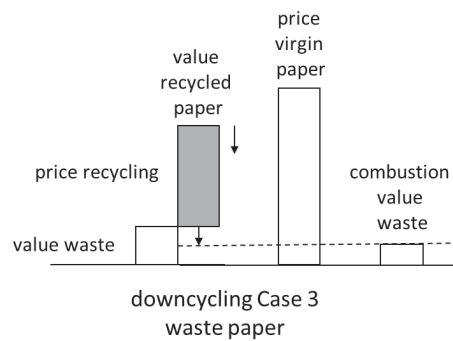 value
recycled
paper
price
virgin
paper
price recycling
combustion
value
waste
value waste
downcycling Case 3
waste paper